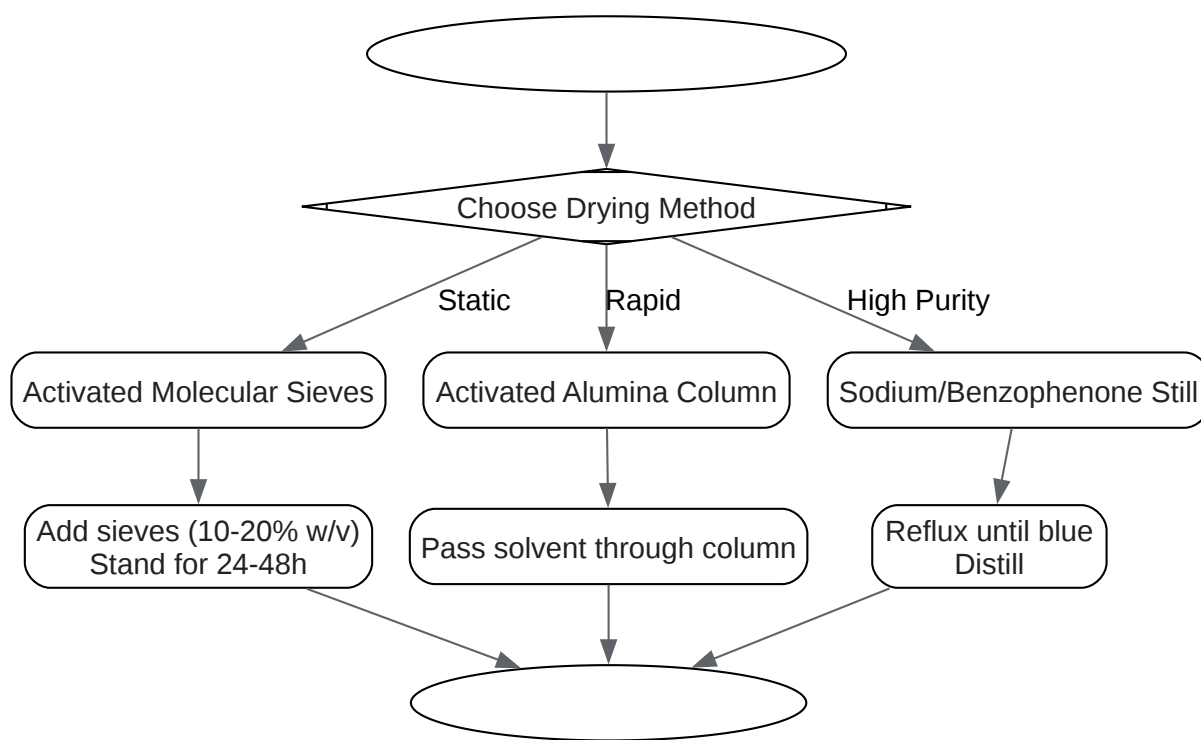 Choose Drying Method
Static
Rapid
High Purity
Activated Molecular Sieves
Activated Alumina Column
Sodium/Benzophenone Still
Add sieves (10-20% w/v)
Stand for 24-48h
Pass solvent through column
Reflux until blue
Distill